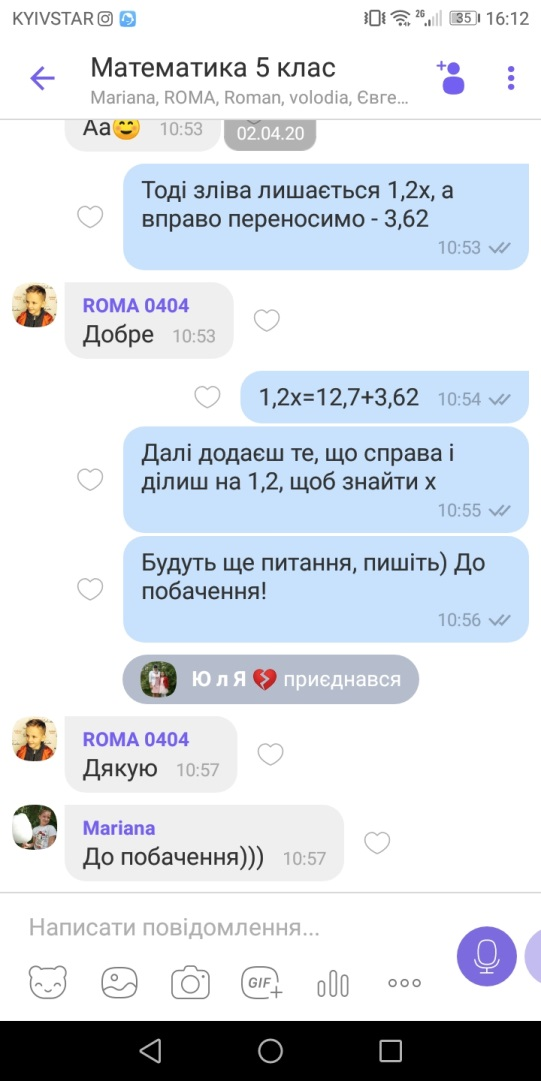 KYIVSTAR 2G 35 16:12
Математика 5 клас
Mariana, ROMA, Roman, volodia, Євге...
Аа😊 10:53
02.04.20
Тоді зліва лишається 1,2х, а
вправо переносимо - 3,62
10:53
ROMA 0404
Добре 10:53
1,2х=12,7+3,62 10:54
Далі додаєш те, що справа і
ділиш на 1,2, щоб знайти х
10:55
Будуть ще питання, пишіть) До
побачення!
10:56
Ю л Я 💔 приєднався
ROMA 0404
Дякую 10:57
Mariana
До побачення))) 10:57
Написати повідомлення...
GIF